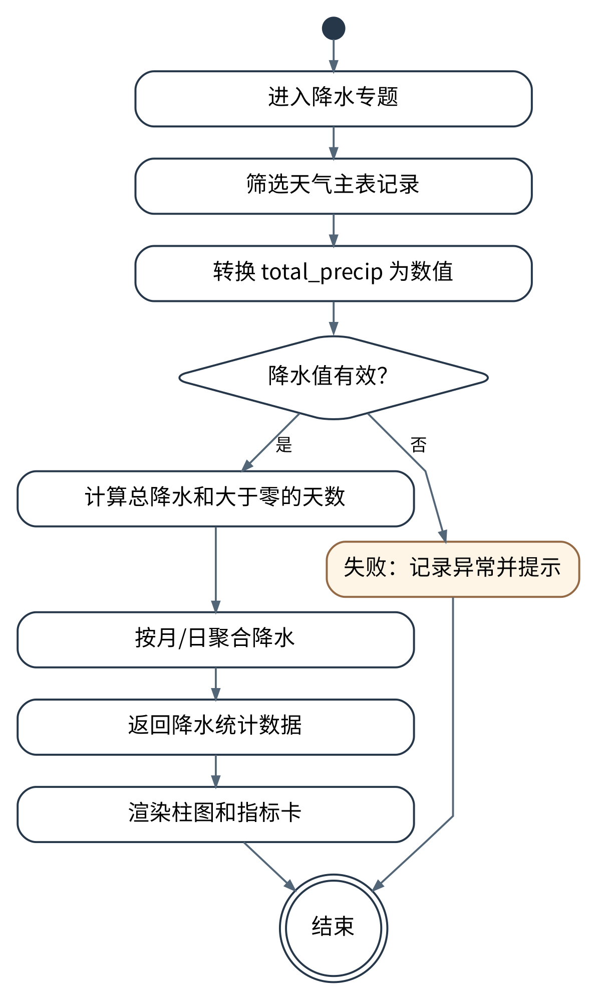 进入降水专题
筛选天气主表记录
转换 total_precip 为数值
降水值有效?
是
否
计算总降水和大于零的天数
失败：记录异常并提示
按月/日聚合降水
返回降水统计数据
渲染柱图和指标卡
结束